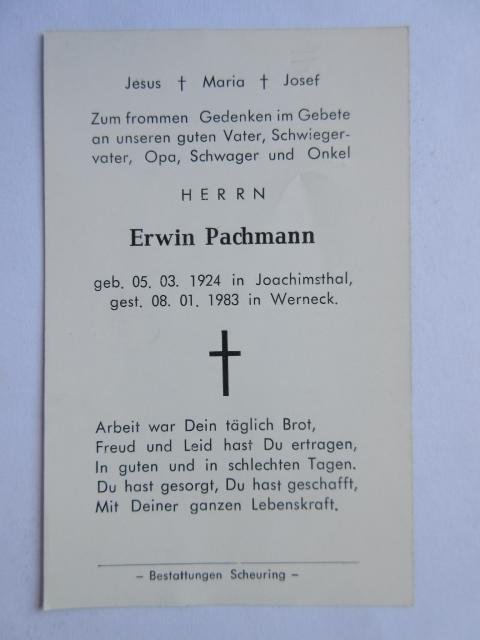 Jesus † Maria † Josef
Zum frommen Gedenken im Gebete
an unseren guten Vater, Schwieger-
vater, Opa, Schwager und Onkel
HERRN
Erwin Pachmann
geb. 05. 03. 1924 in Joachimsthal,
gest. 08. 01. 1983 in Werneck.
Arbeit war Dein täglich Brot,
Freud und Leid hast Du ertragen,
In guten und in schlechten Tagen.
Du hast gesorgt, Du hast geschafft,
Mit Deiner ganzen Lebenskraft.
– Bestattungen Scheuring –